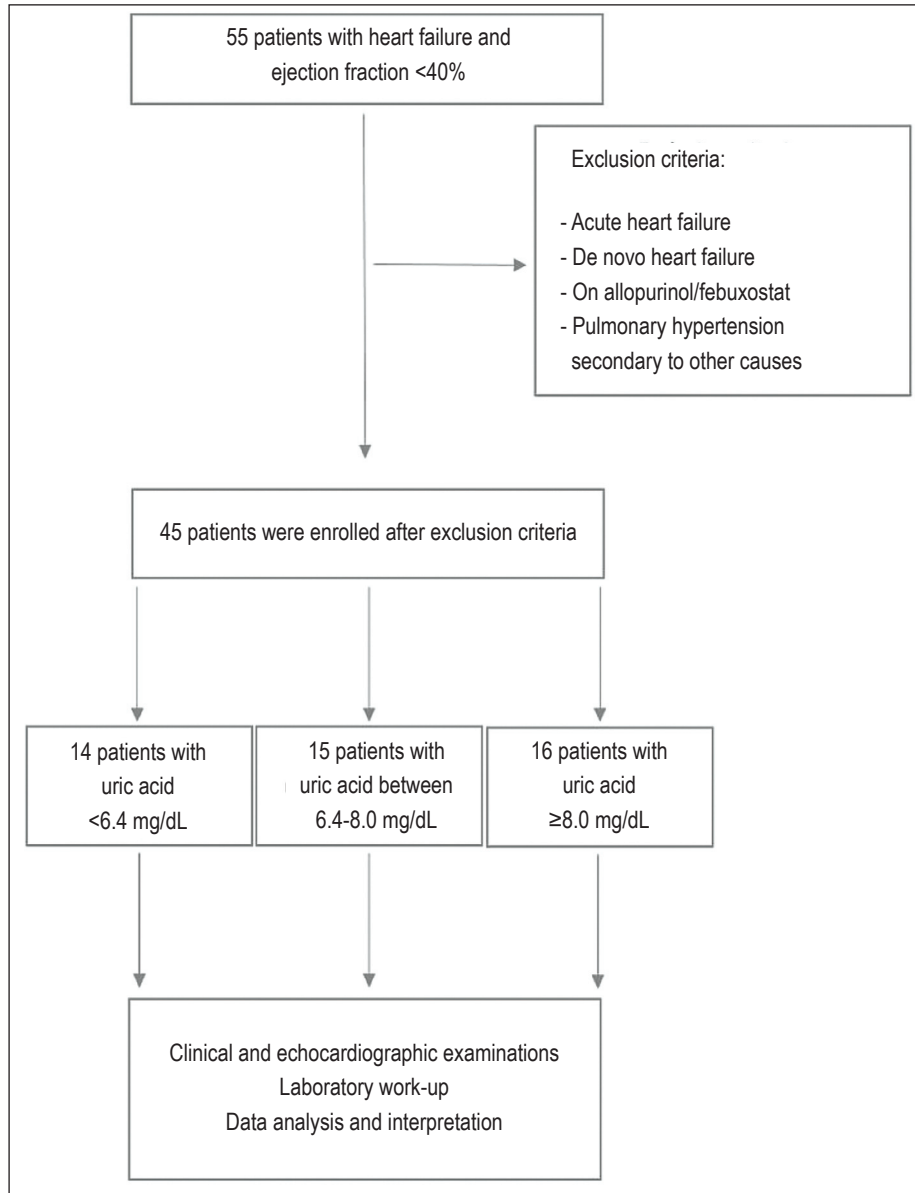 55 patients with heart failure and
ejection fraction <40%
Exclusion criteria:
- Acute heart failure
- De novo heart failure
- On allopurinol/febuxostat
- Pulmonary hypertension
secondary to other causes
45 patients were enrolled after exclusion criteria
14 patients with
uric acid
<6.4 mg/dL
15 patients with
uric acid between
6.4-8.0 mg/dL
16 patients with
uric acid
≥8.0 mg/dL
Clinical and echocardiographic examinations
Laboratory work-up
Data analysis and interpretation